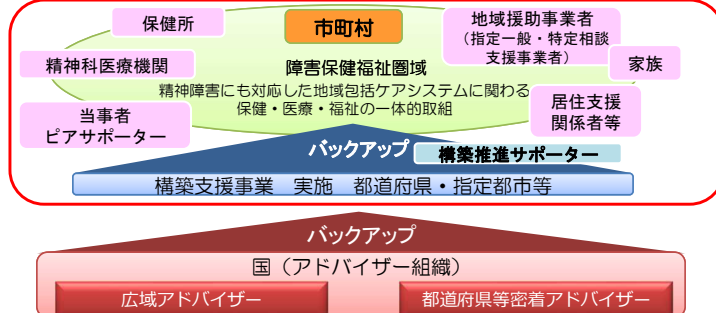 保健所
市町村
地域援助事業者
（指定一般・特定相談
支援事業者）
精神科医療機関
家族
障害保健福祉圏域
精神障害にも対応した地域包括ケアシステムに関わる
保健・医療・福祉の一体的取組
当事者
ピアサポーター
居住支援
関係者等
バックアップ
構築推進サポーター
構築支援事業　実施　都道府県・指定都市等
バックアップ
国（アドバイザー組織）
広域アドバイザー
都道府県等密着アドバイザー